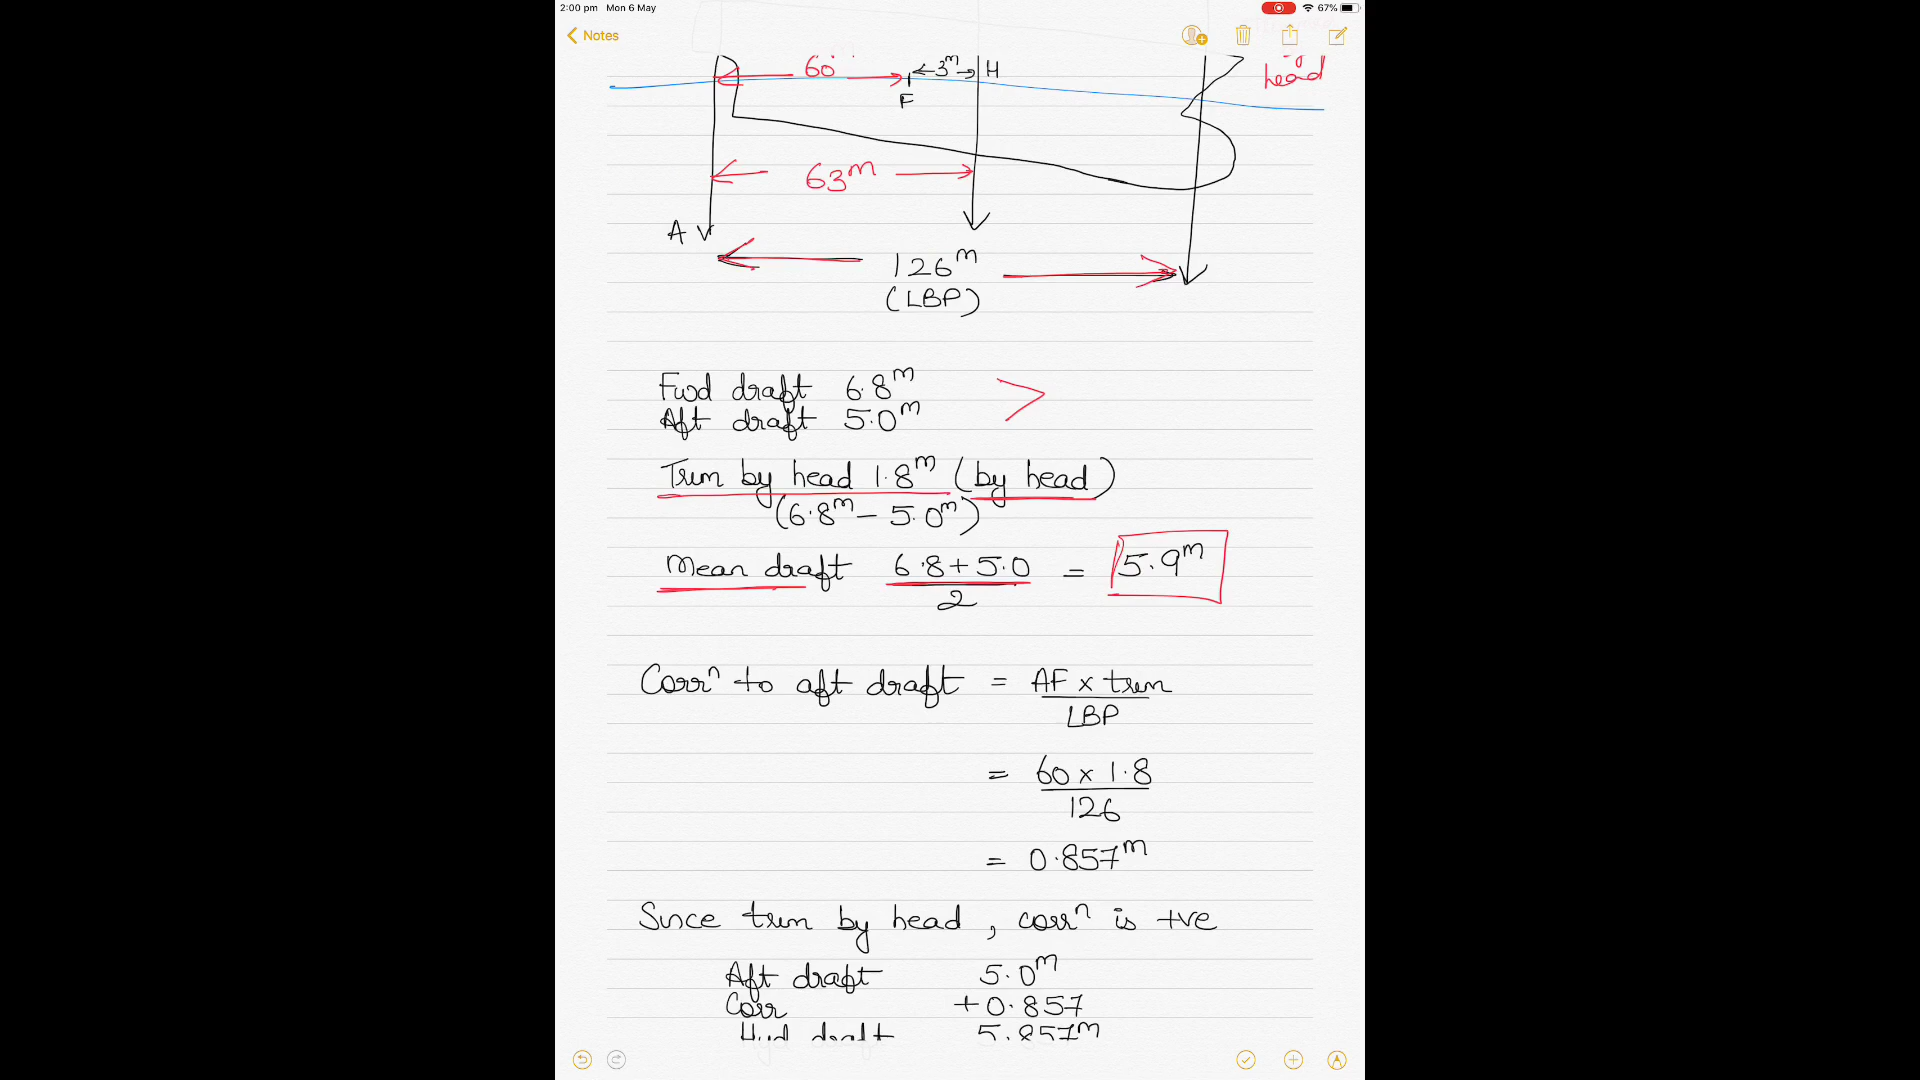 2:00 pm Mon 6 May
67%
Notes
60
3m H
head
F
63m
A
126m
(LBP)
Fwd draft 6.8m
Aft draft 5.0m
Trim by head 1.8m (by head)
(6.8m - 5.0m)
Mean draft 6.8+5.0 = 5.9m
2
Corrn to aft draft = AF x trim
LBP
= 60 x 1.8
126
= 0.857m
Since trim by head, corrn is +ve
Aft draft 5.0m
Corr +0.857
Hyd draft 5.857m